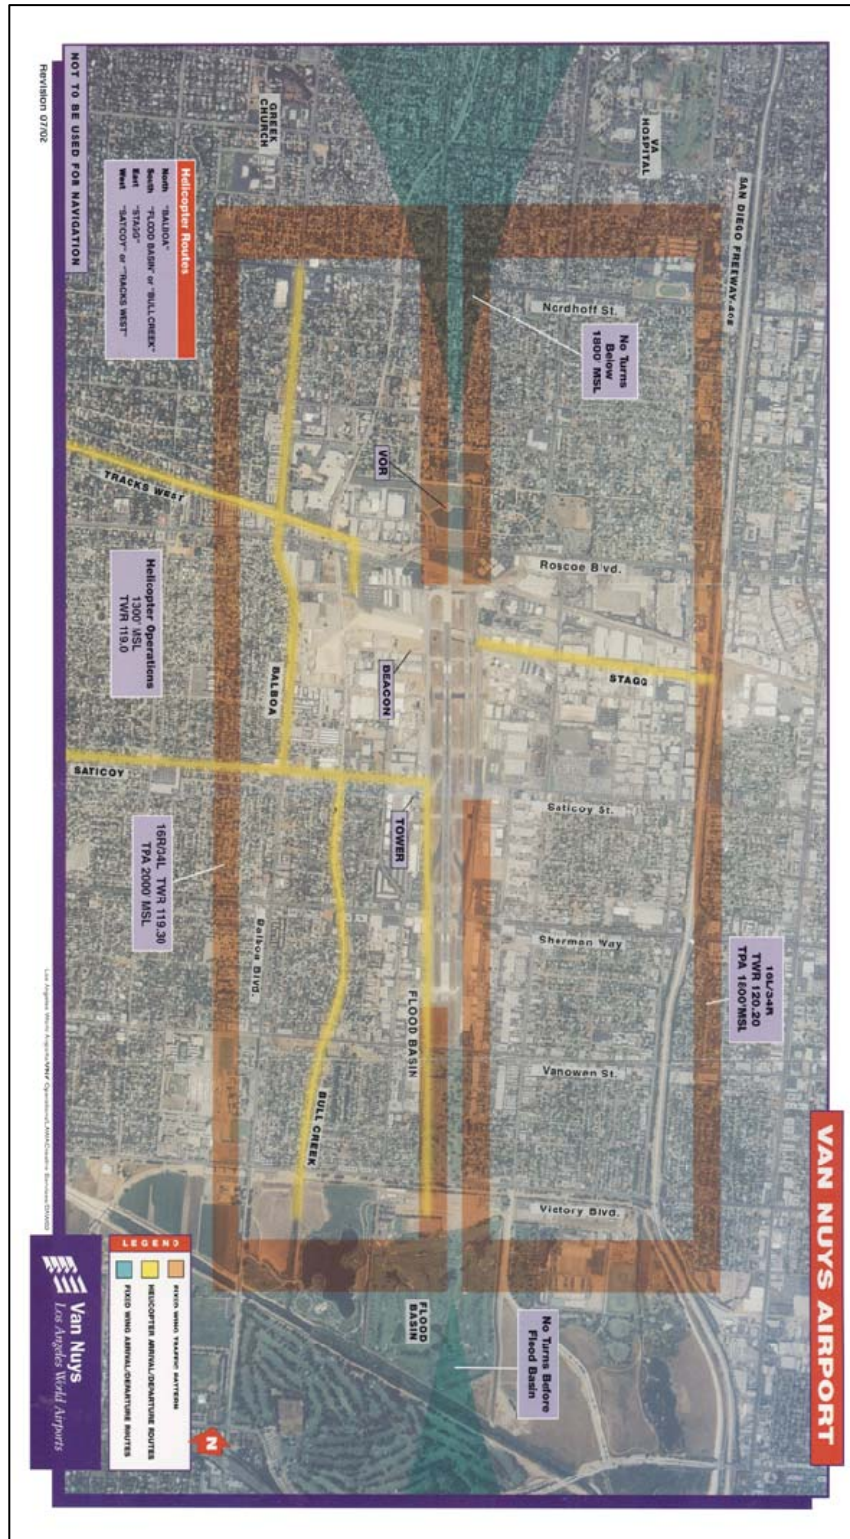 VAN NUYS AIRPORT
SAN DIEGO FREEWAY-405
VA
HOSPITAL
GREEK
CHURCH
Nordhoff St.
No Turns
Below
1800' MSL
VOR
Roscoe Blvd.
STAGG
BEACON
BALBOA
TRACKS WEST
SATICOY
Saticoy St.
TOWER
Sherman Way
FLOOD BASIN
Vanowen St.
BULL CREEK
Balboa Blvd.
Victory Blvd.
FLOOD
BASIN
No Turns Before
Flood Basin
16L/34R
TWR 120.20
TPA 1800'MSL
16R/34L TWR 119.30
TPA 2000' MSL
Helicopter Operations
1300' MSL
TWR 119.0
Helicopter Routes
North "BALBOA"
South "FLOOD BASIN" or "BULL CREEK"
East "STAGG"
West "SATICOY" or "TRACKS WEST"
NOT TO BE USED FOR NAVIGATION
Revision 07/02
LEGEND
FIXED WING TRAFFIC PATTERN
HELICOPTER ARRIVAL/DEPARTURE ROUTES
FIXED WING ARRIVAL/DEPARTURE ROUTES
N
Van Nuys
Los Angeles World Airports